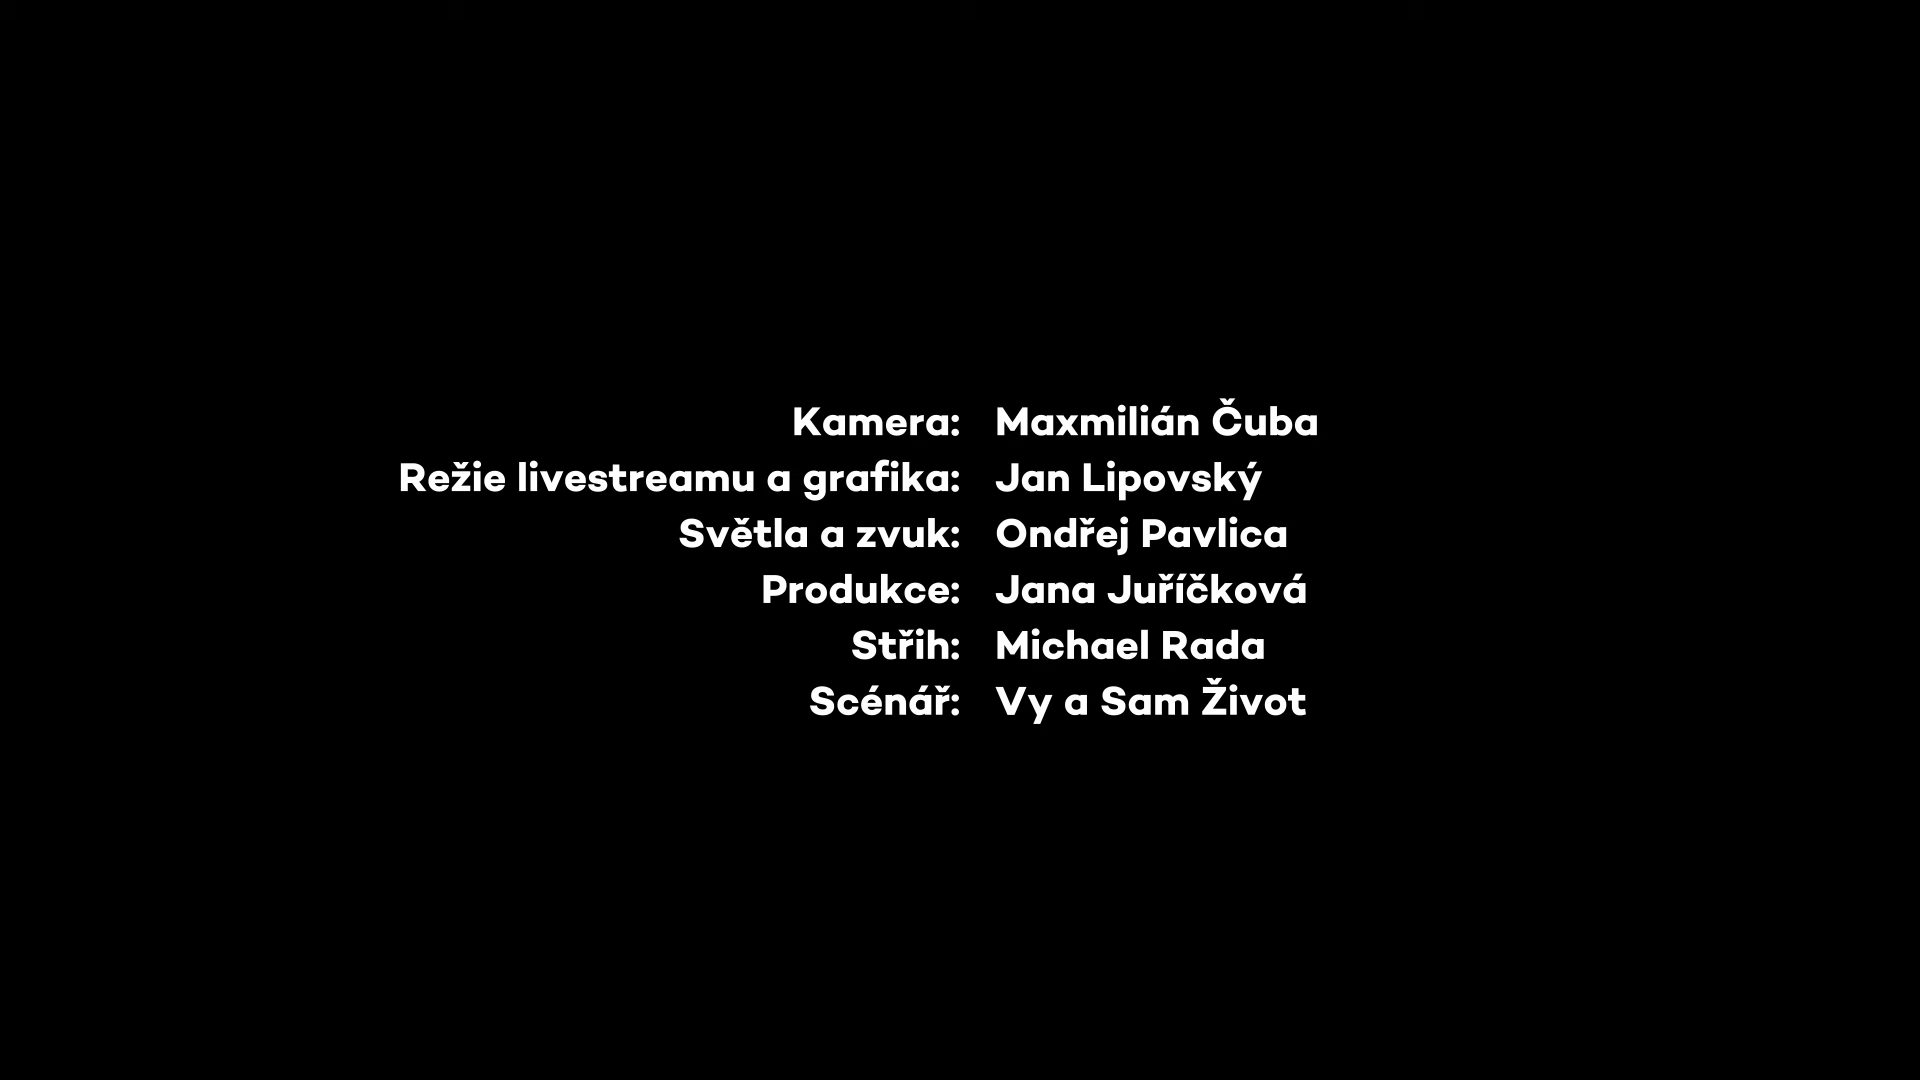 Kamera: Maxmilián Čuba
Režie livestreamu a grafika: Jan Lipovský
Světla a zvuk: Ondřej Pavlica
Produkce: Jana Juříčková
Střih: Michael Rada
Scénář: Vy a Sam Život